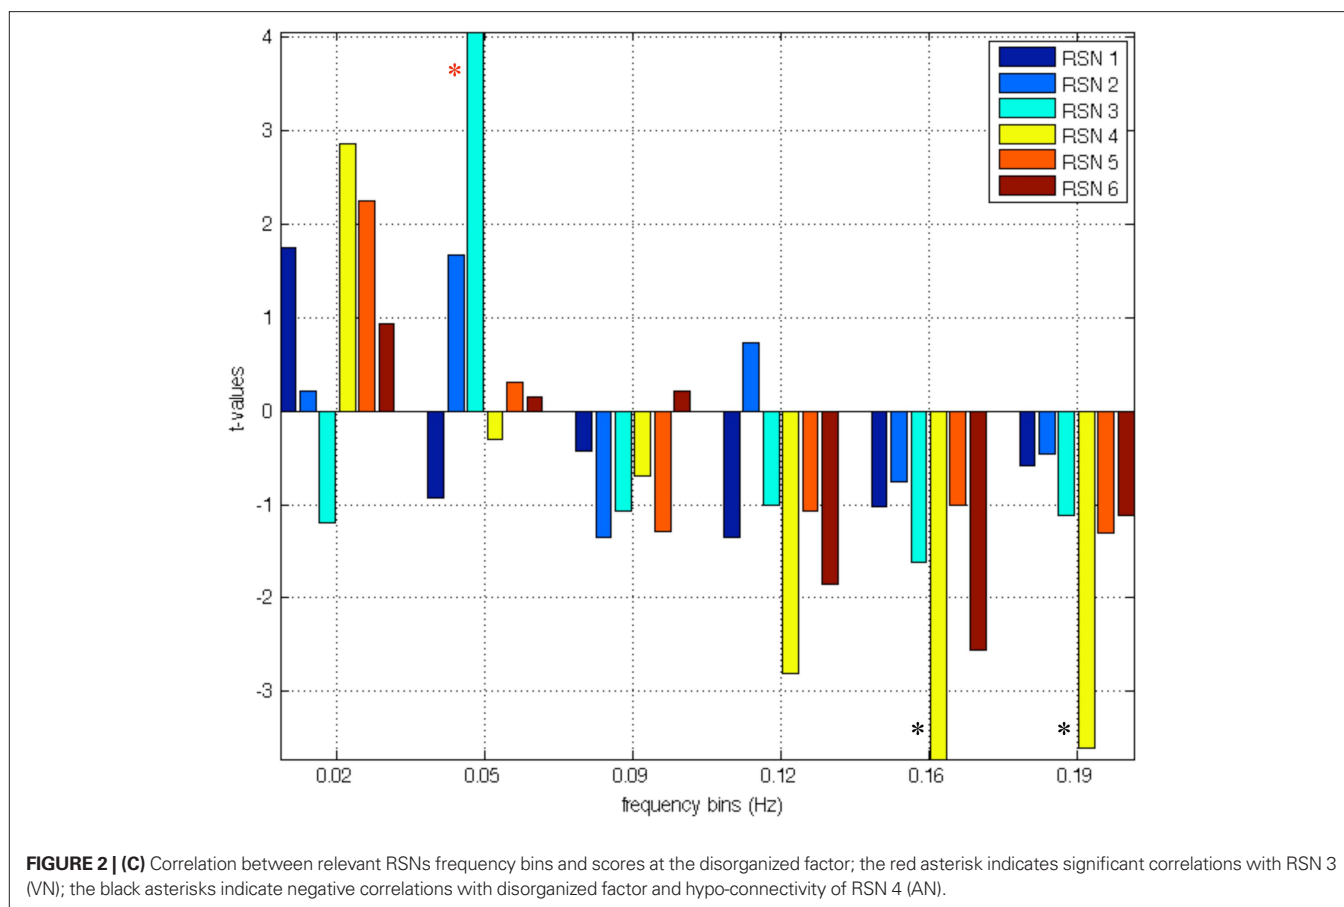 4
3
2
1
0
-1
-2
-3
t-values
*
*
*
RSN 1
RSN 2
RSN 3
RSN 4
RSN 5
RSN 6
0.02 0.05 0.09 0.12 0.16 0.19
frequency bins (Hz)
FIGURE 2 | (C) Correlation between relevant RSNs frequency bins and scores at the disorganized factor; the red asterisk indicates significant correlations with RSN 3
(VN); the black asterisks indicate negative correlations with disorganized factor and hypo-connectivity of RSN 4 (AN).